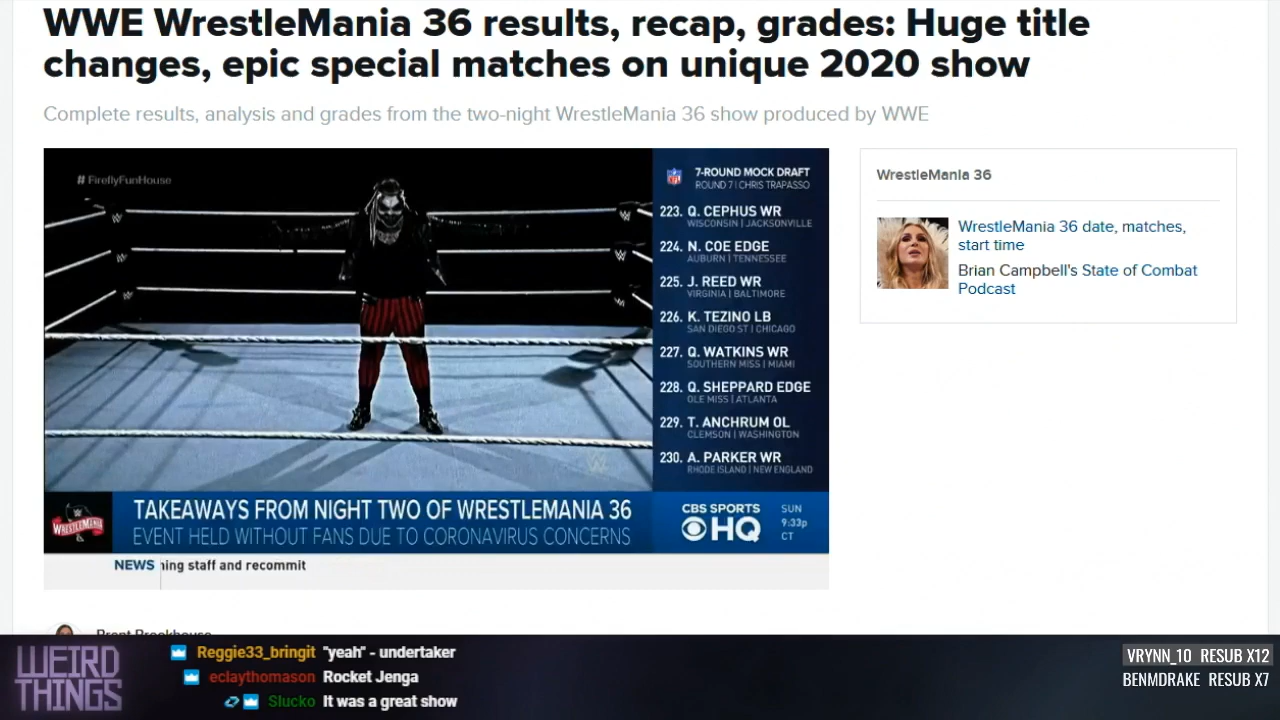 WWE WrestleMania 36 results, recap, grades: Huge title
changes, epic special matches on unique 2020 show
Complete results, analysis and grades from the two-night WrestleMania 36 show produced by WWE
# FireflyFunHouse
7-ROUND MOCK DRAFT
ROUND 7 | CHRIS TRAPASSO
223. Q. CEPHUS WR
WISCONSIN | JACKSONVILLE
224. N. COE EDGE
AUBURN | TENNESSEE
225. J. REED WR
VIRGINIA | BALTIMORE
226. K. TEZINO LB
SAN DIEGO ST | CHICAGO
227. Q. WATKINS WR
SOUTHERN MISS | MIAMI
228. Q. SHEPPARD EDGE
OLE MISS | ATLANTA
229. T. ANCHRUM OL
CLEMSON | WASHINGTON
230. A. PARKER WR
RHODE ISLAND | NEW ENGLAND
WRESTLEMANIA
TAKEAWAYS FROM NIGHT TWO OF WRESTLEMANIA 36
EVENT HELD WITHOUT FANS DUE TO CORONAVIRUS CONCERNS
CBS SPORTS
HQ
SUN
9:33p
CT
NEWS ning staff and recommit
WrestleMania 36
WrestleMania 36 date, matches,
start time
Brian Campbell's State of Combat
Podcast
WEIRD
THINGS
Reggie33_bringit "yeah" - undertaker
eclaythomason Rocket Jenga
Slucko It was a great show
VRYNN_10 RESUB X12
BENMDRAKE RESUB X7